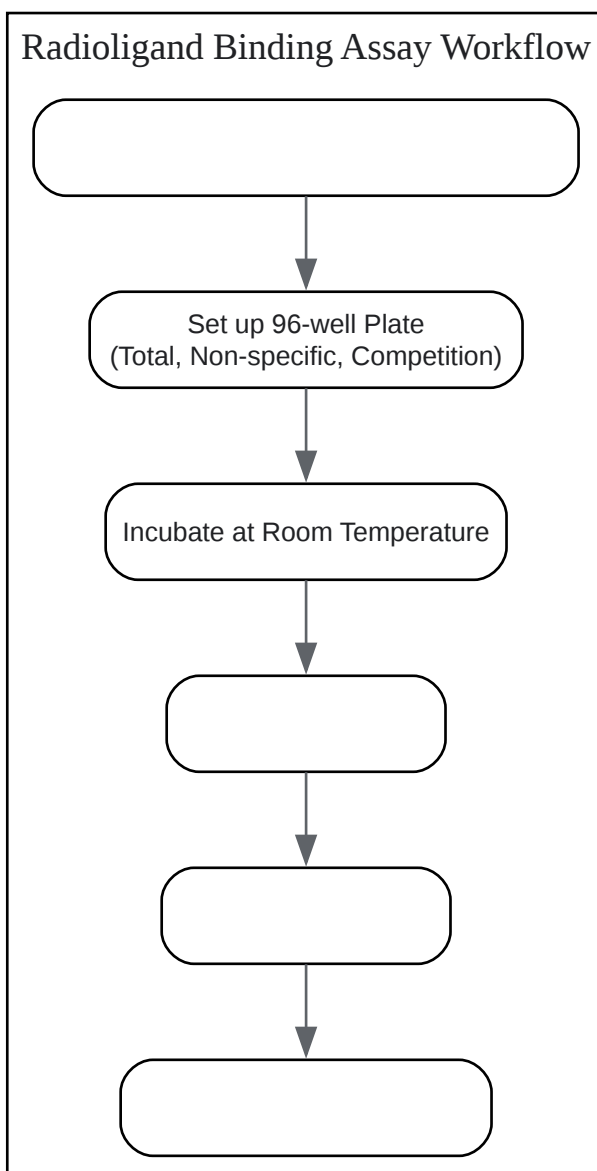 Radioligand Binding Assay Workflow
Set up 96-well Plate
(Total, Non-specific, Competition)
Incubate at Room Temperature